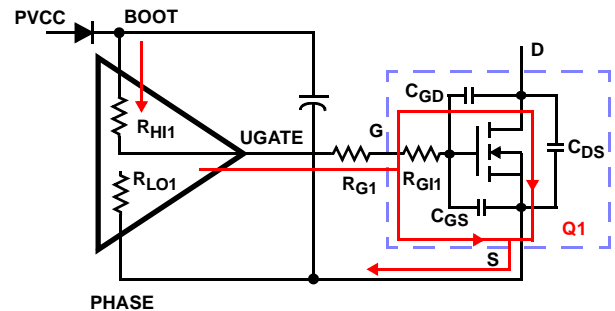 PVCC
BOOT
D
CGD
RHI1
UGATE
G
CDS
RLO1
RG1
RGI1
CGS
Q1
S
PHASE